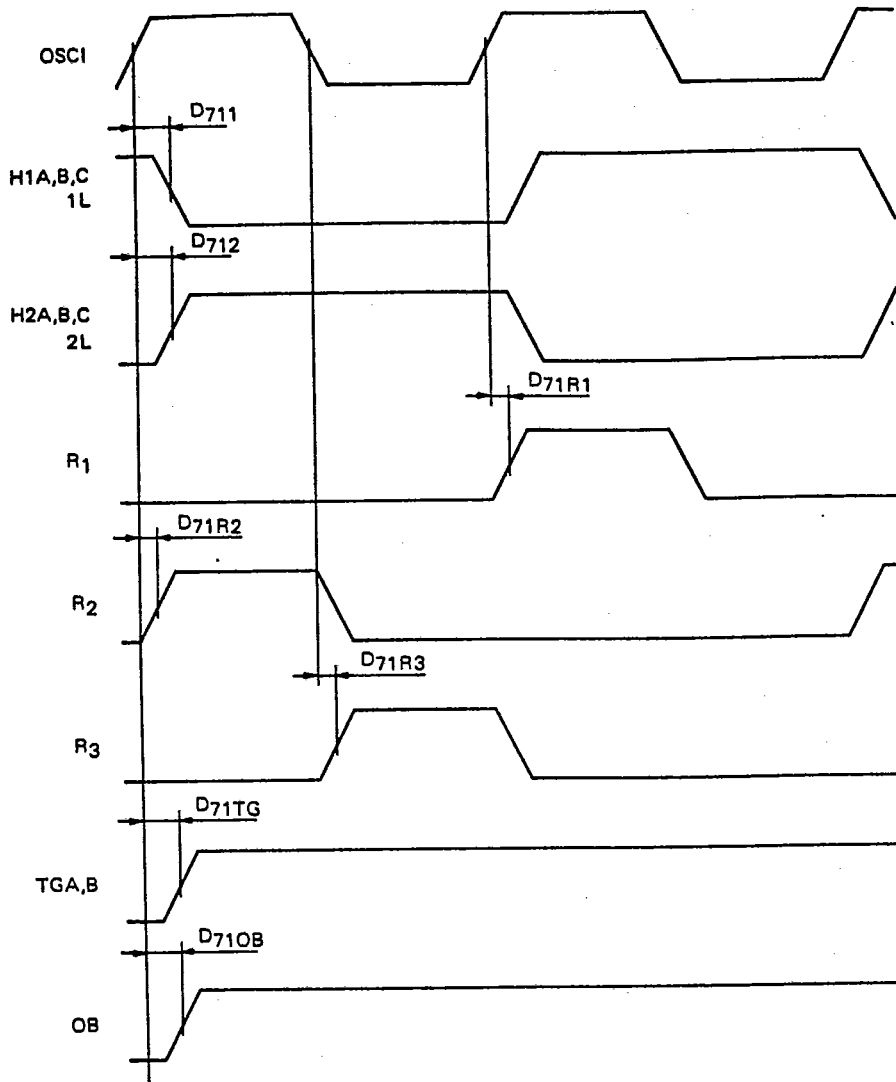 OSCI
D711
H1A,B,C
1L
D712
H2A,B,C
2L
D71R1
R1
D71R2
R2
D71R3
R3
D71TG
TGA,B
D71OB
OB